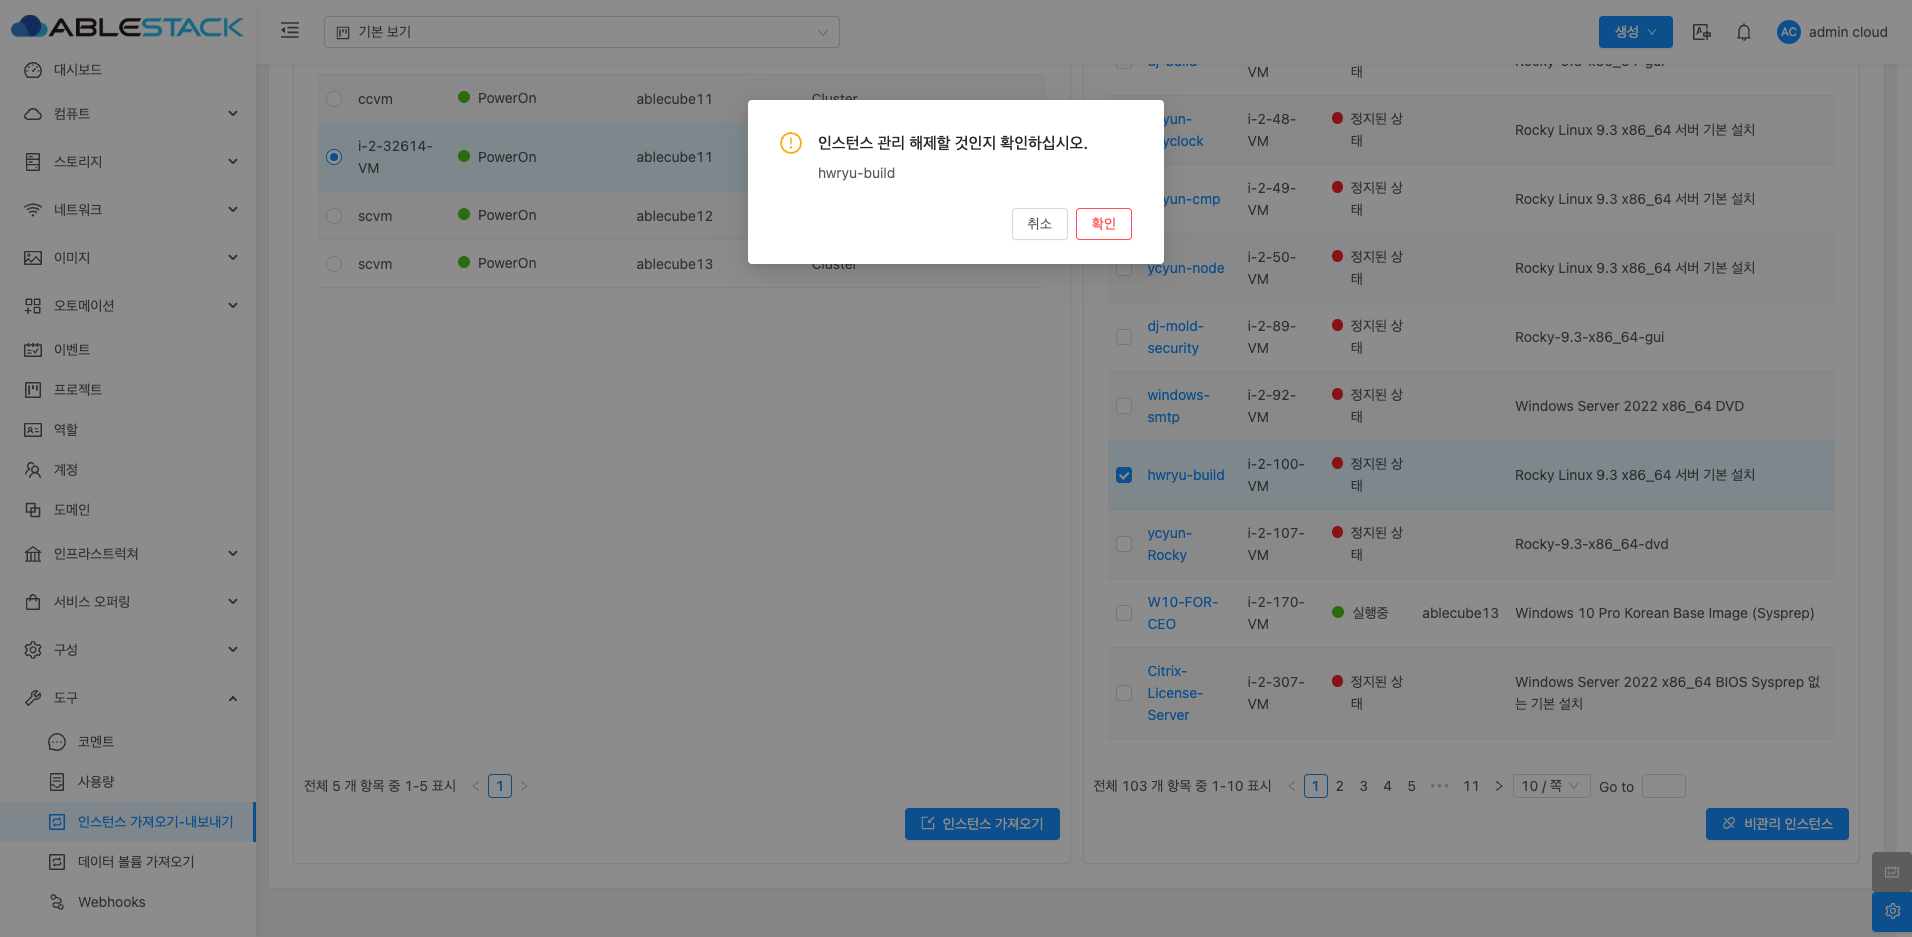 ABLESTACK
기본 보기
생성
AC
admin cloud
대시보드
컴퓨트
스토리지
네트워크
이미지
오토메이션
이벤트
프로젝트
역할
계정
도메인
인프라스트럭쳐
서비스 오퍼링
구성
도구
코멘트
사용량
인스턴스 가져오기-내보내기
데이터 볼륨 가져오기
Webhooks
ccvm PowerOn ablecube11 Cluster
i-2-32614-
VM
PowerOn ablecube11
scvm PowerOn ablecube12
scvm PowerOn ablecube13 Cluster
전체 5 개 항목 중 1-5 표시
1
인스턴스 가져오기
인스턴스 관리 해제할 것인지 확인하십시오.
hwryu-build
취소
확인
dj-build
VM
태
Rocky-9.3-x86_64-gui
yun-
yclock
i-2-48-
VM
정지된 상
태
Rocky Linux 9.3 x86_64 서버 기본 설치
yun-cmp
i-2-49-
VM
정지된 상
태
Rocky Linux 9.3 x86_64 서버 기본 설치
ycyun-node
i-2-50-
VM
정지된 상
태
Rocky Linux 9.3 x86_64 서버 기본 설치
dj-mold-
security
i-2-89-
VM
정지된 상
태
Rocky-9.3-x86_64-gui
windows-
smtp
i-2-92-
VM
정지된 상
태
Windows Server 2022 x86_64 DVD
hwryu-build
i-2-100-
VM
정지된 상
태
Rocky Linux 9.3 x86_64 서버 기본 설치
ycyun-
Rocky
i-2-107-
VM
정지된 상
태
Rocky-9.3-x86_64-dvd
W10-FOR-
CEO
i-2-170-
VM
실행중
ablecube13
Windows 10 Pro Korean Base Image (Sysprep)
Citrix-
License-
Server
i-2-307-
VM
정지된 상
태
Windows Server 2022 x86_64 BIOS Sysprep 없
는 기본 설치
전체 103 개 항목 중 1-10 표시
1 2 3 4 5 ••• 11
10 / 쪽
Go to
비관리 인스턴스